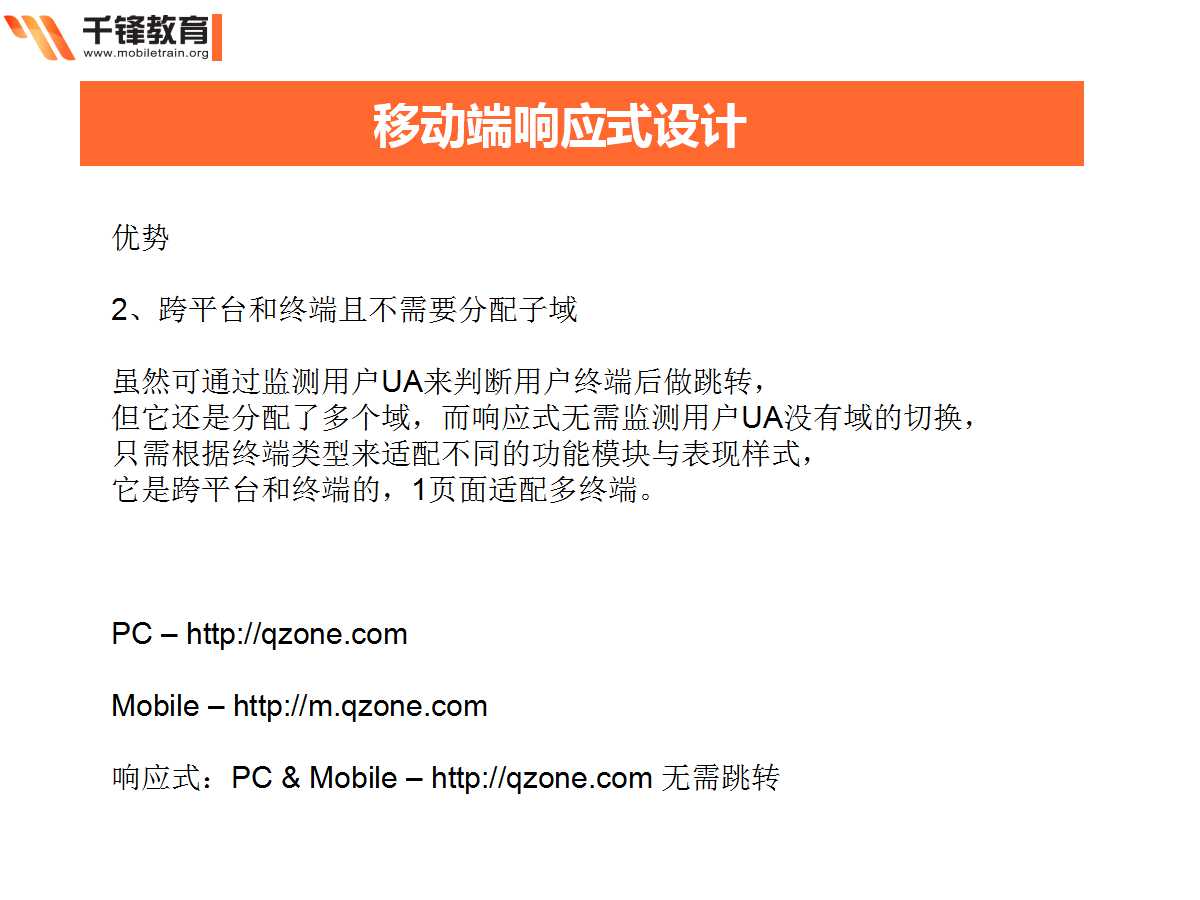 千锋教育
www.mobiletrain.org
移动端响应式设计
优势
2、跨平台和终端且不需要分配子域
虽然可通过监测用户UA来判断用户终端后做跳转，
但它还是分配了多个域，而响应式无需监测用户UA没有域的切换，
只需根据终端类型来适配不同的功能模块与表现样式，
它是跨平台和终端的，1页面适配多终端。
PC – http://qzone.com
Mobile – http://m.qzone.com
响应式：PC & Mobile – http://qzone.com 无需跳转